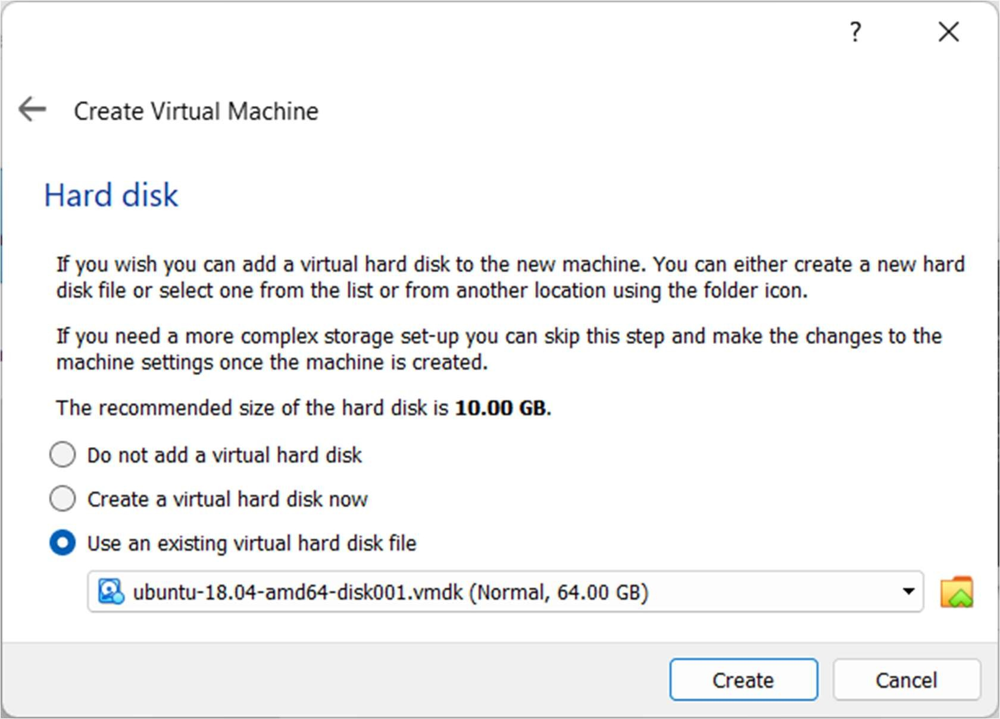 ?
Create Virtual Machine
Hard disk
If you wish you can add a virtual hard disk to the new machine. You can either create a new hard
disk file or select one from the list or from another location using the folder icon.
If you need a more complex storage set-up you can skip this step and make the changes to the
machine settings once the machine is created.
The recommended size of the hard disk is 10.00 GB.
Do not add a virtual hard disk
Create a virtual hard disk now
Use an existing virtual hard disk file
ubuntu-18.04-amd64-disk001.vmdk (Normal, 64.00 GB)
Create
Cancel